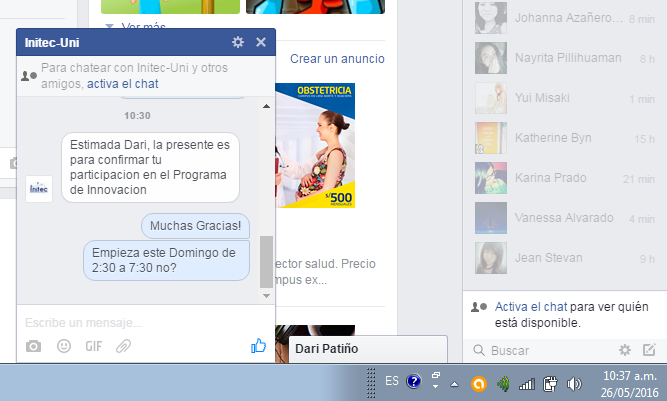 Ver más
Initec-Uni
Para chatear con Initec-Uni y otros
amigos, activa el chat
10:30
Estimada Dari, la presente es
para confirmar tu
participacion en el Programa
de Innovacion
Initec
Muchas Gracias!
Empieza este Domingo de
2:30 a 7:30 no?
Escribe un mensaje...
GIF
Crear un anuncio
OBSTETRICIA
S/500
MENSUALES
ector salud. Precio
mpus ex...
Dari Patiño
Johanna Azañero... 8 min
Nayrita Pillihuaman 8 h
Yui Misaki 1 min
Katherine Byn 15 h
Karina Prado 21 min
Vanessa Alvarado 4 min
Jean Stevan 9 h
Activa el chat para ver quién
está disponible.
Buscar
ES
10:37 a.m.
26/05/2016